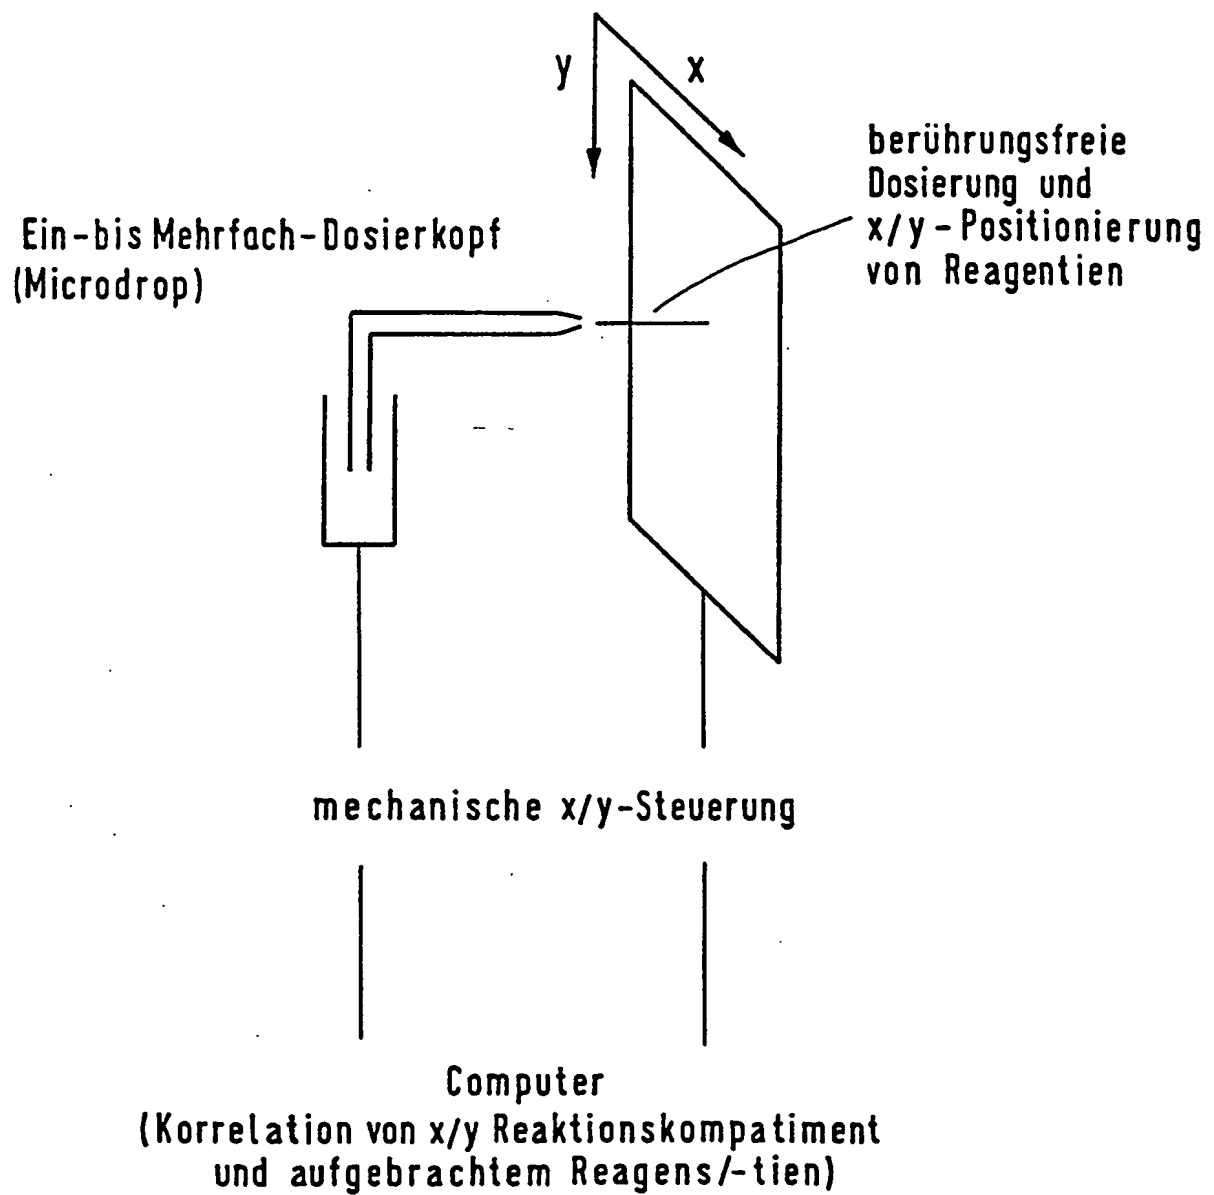 y
x
berührungsfreie
Dosierung und
x/y-Positionierung
von Reagentien
Ein-bis Mehrfach-Dosierkopf
(Microdrop)
mechanische x/y-Steuerung
Computer
(Korrelation von x/y Reaktionskompatiment
und aufgebrachtem Reagens/-tien)